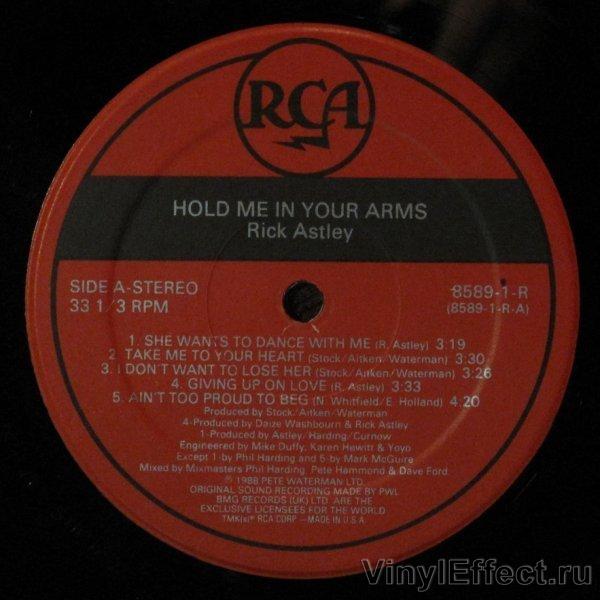 RCA
HOLD ME IN YOUR ARMS
Rick Astley
SIDE A-STEREO
33 1/3 RPM
8589-1-R
(8589-1-R-A)
1. SHE WANTS TO DANCE WITH ME (R. Astley) 3:19
2. TAKE ME TO YOUR HEART (Stock/Aitken/Waterman) 3:30
3. I DON'T WANT TO LOSE HER (Stock/Aitken/Waterman) 3:26
4. GIVING UP ON LOVE (R. Astley) 3:33
5. AIN'T TOO PROUD TO BEG (N. Whitfield/E. Holland) 4:20
Produced by Stock/Aitken/Waterman
4-Produced by Daize Washbourn & Rick Astley
1-Produced by Astley/Harding/Curnow
Engineered by Mike Duffy, Karen Hewitt & Yoyo
Except 1-by Phil Harding and 5-by Mark McGuire
Mixed by Mixmasters Phil Harding, Pete Hammond & Dave Ford.
℗ 1988 PETE WATERMAN LTD.
ORIGINAL SOUND RECORDING MADE BY PWL
BMG RECORDS (UK) LTD. ARE THE
EXCLUSIVE LICENSEES FOR THE WORLD
TMK(s)® RCA CORP—MADE IN U.S.A.
VinylEffect.ru